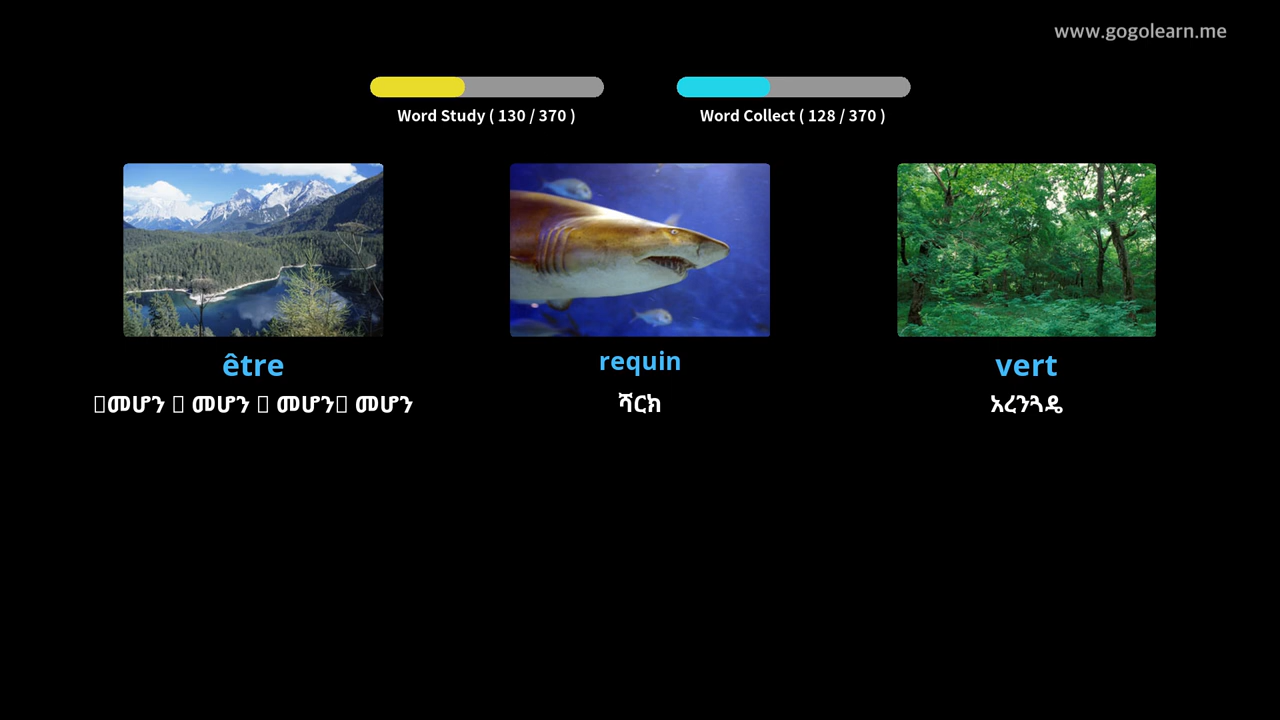 www.gogolearn.me
Word Study ( 130 / 370 )
Word Collect ( 128 / 370 )
être
requin
vert
መሆን መሆን መሆን መሆን
ሻርክ
አረንጓዴ